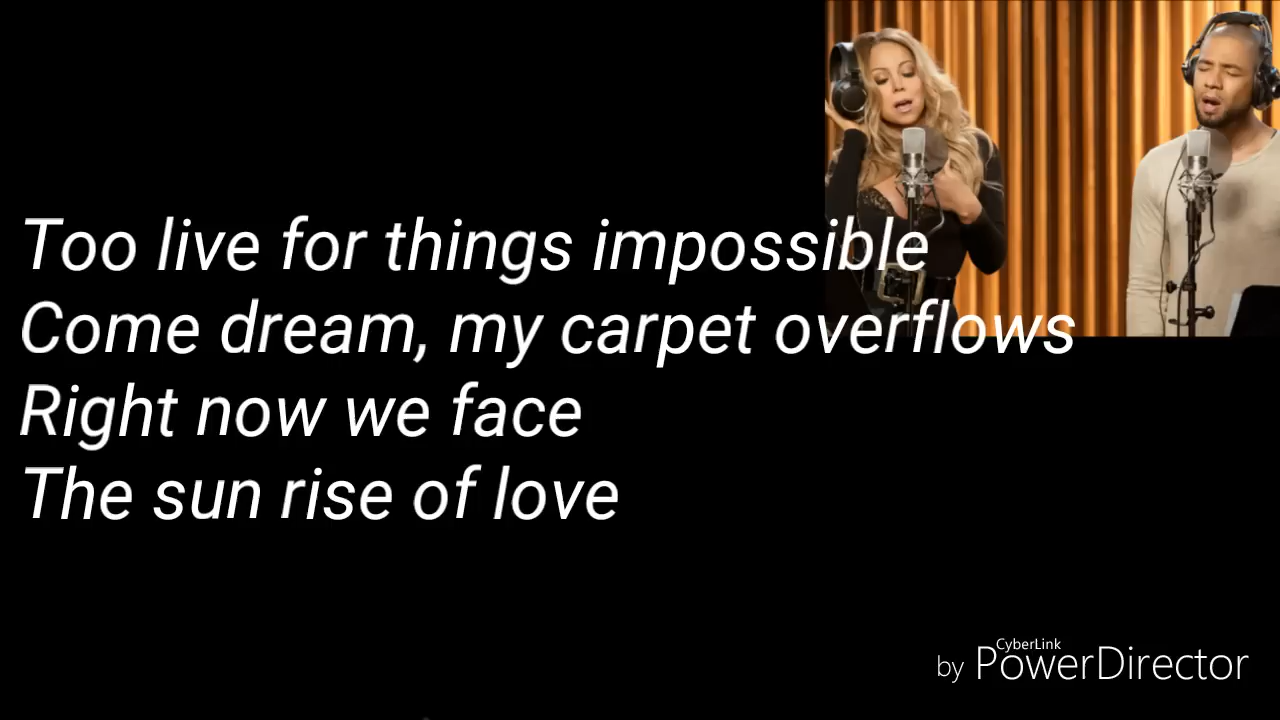 Too live for things impossible
Come dream, my carpet overflows
Right now we face
The sun rise of love
CyberLink
by PowerDirector